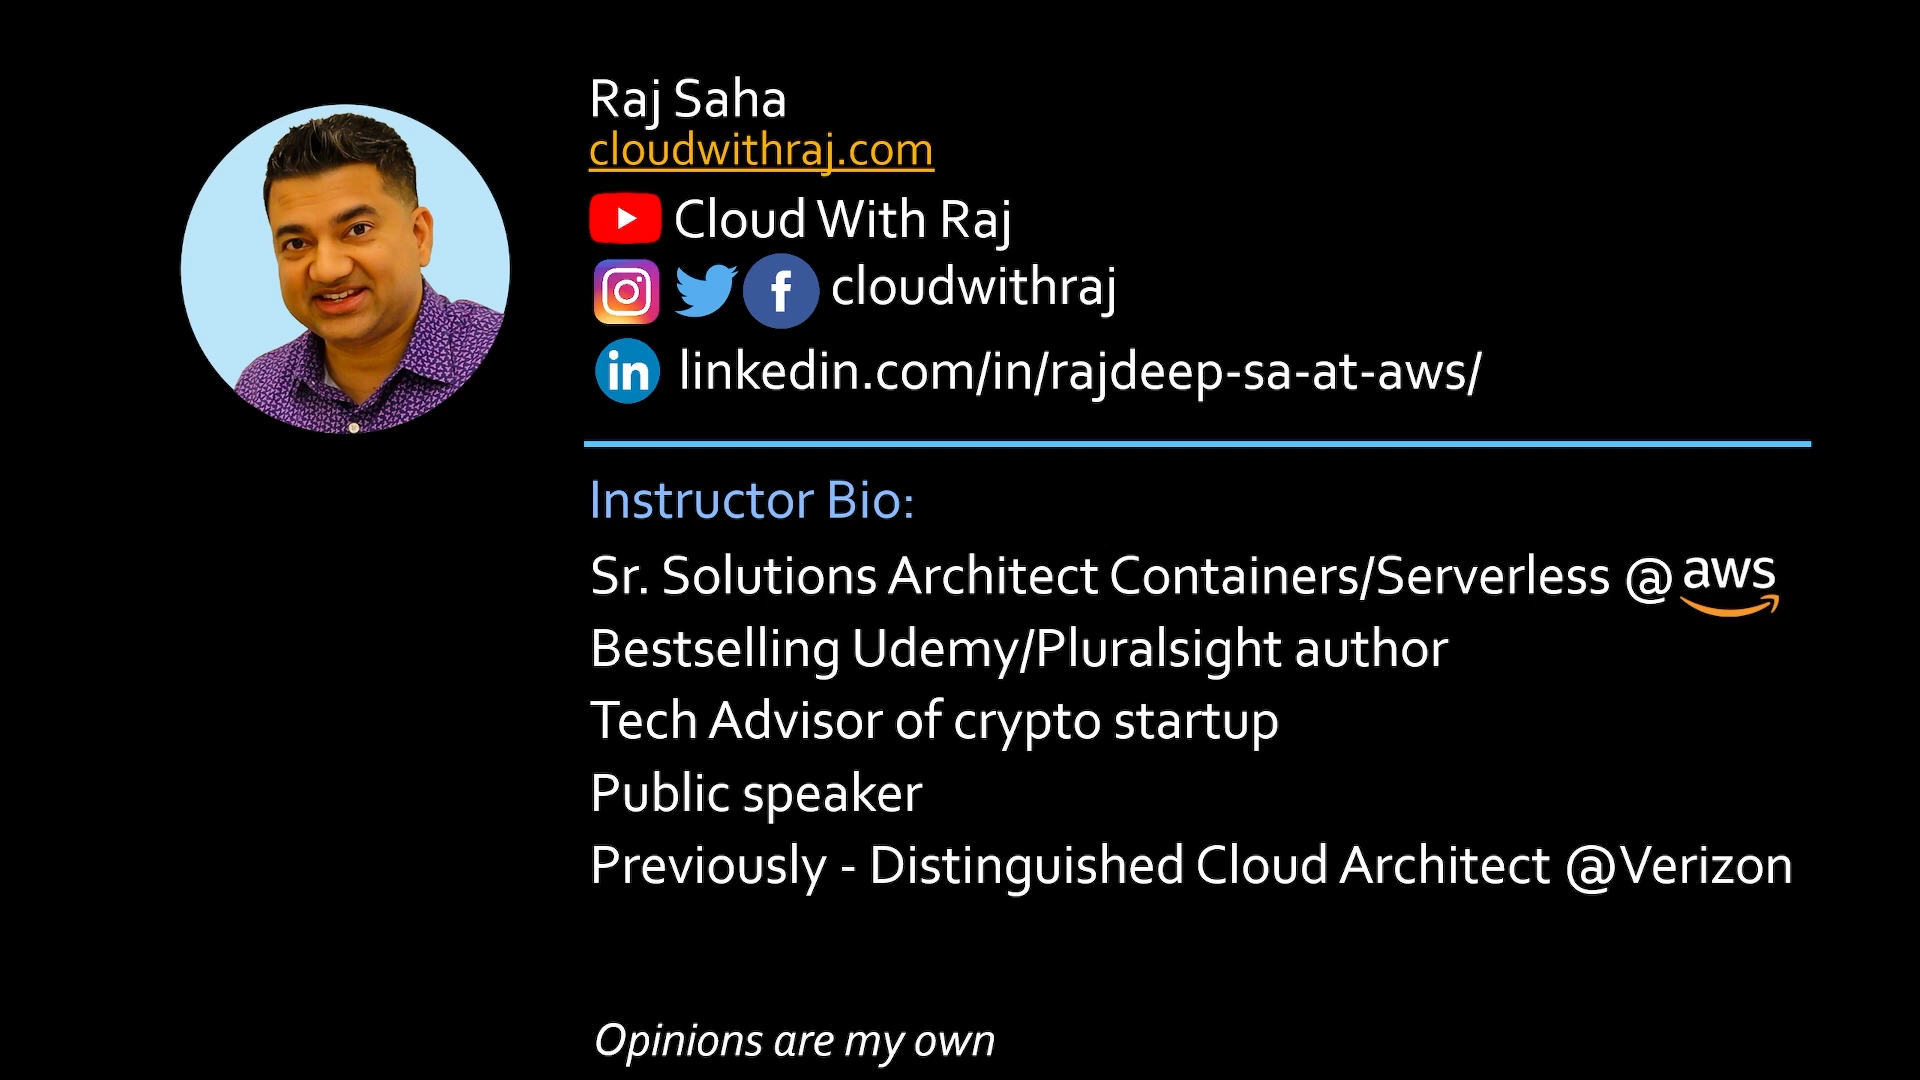 Raj Saha
cloudwithraj.com
Cloud With Raj
cloudwithraj
in linkedin.com/in/rajdeep-sa-at-aws/
Instructor Bio:
Sr. Solutions Architect Containers/Serverless @ aws
Bestselling Udemy/Pluralsight author
Tech Advisor of crypto startup
Public speaker
Previously - Distinguished Cloud Architect @Verizon
Opinions are my own